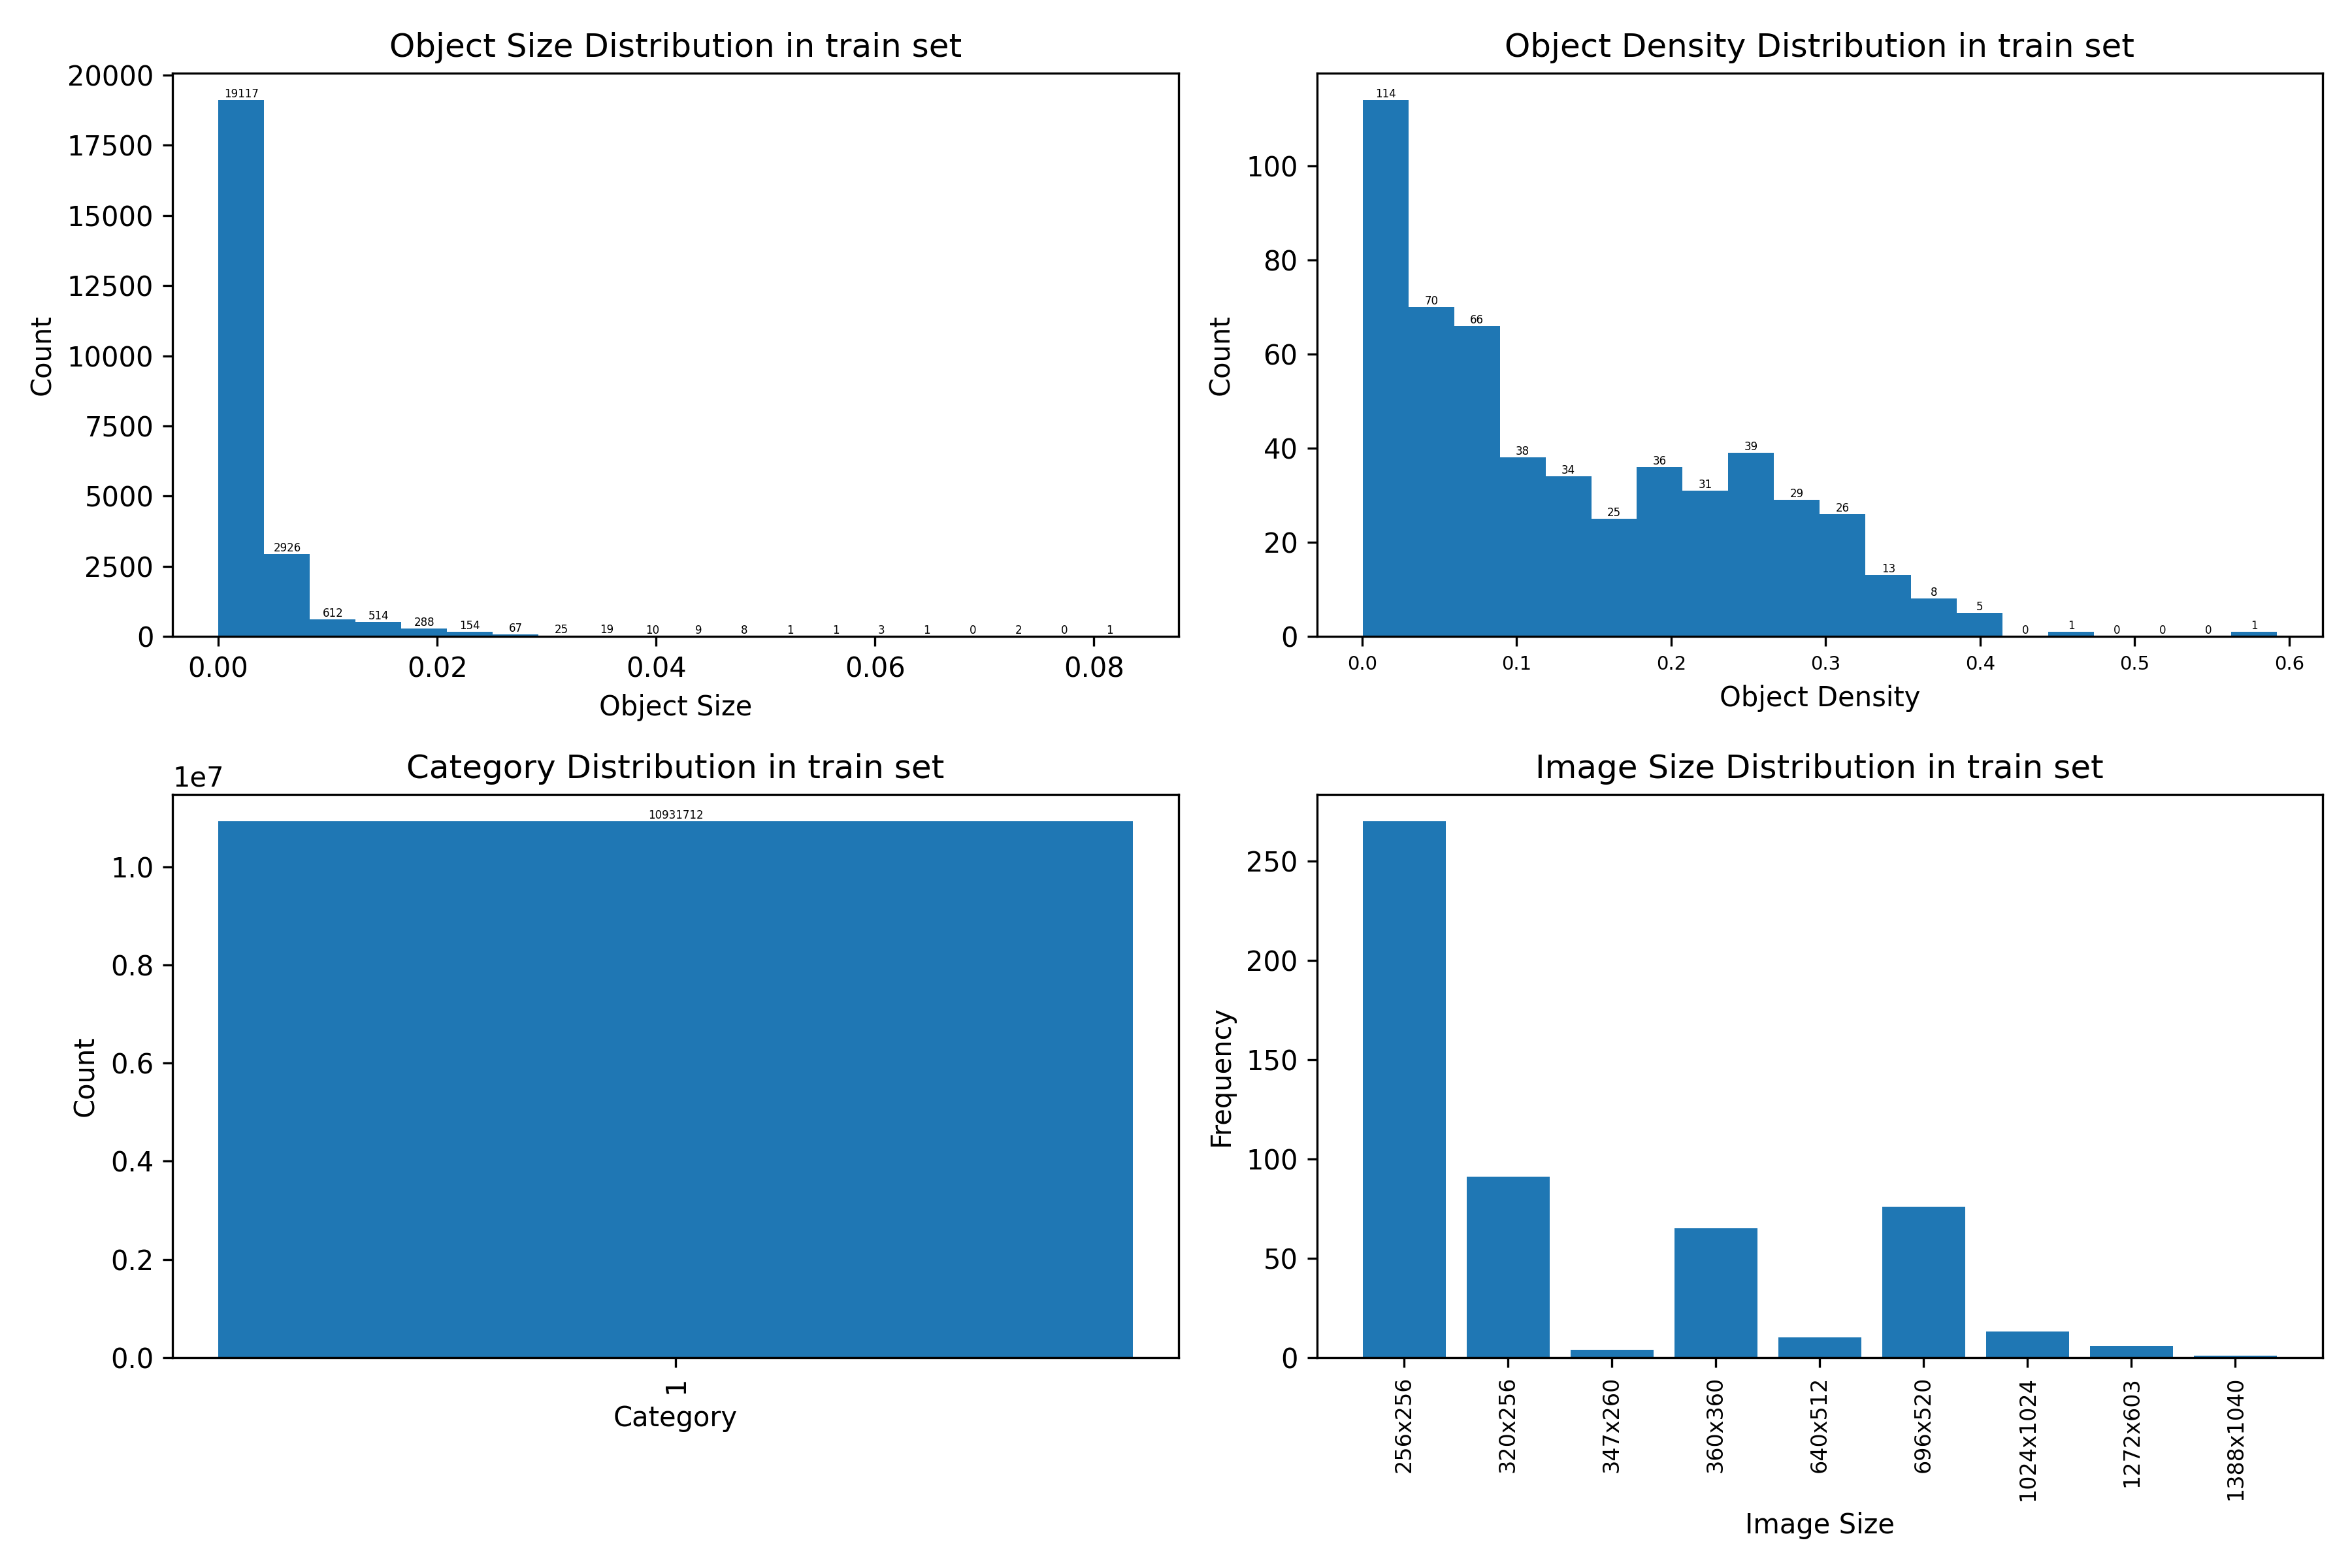 Object Size Distribution in train set
20000
17500
15000
12500
10000
7500
5000
2500
0
Count
19117
2926
612
514
288
154
67
25
19
10
9
8
1
1
3
1
0
2
0
1
0.00 0.02 0.04 0.06 0.08
Object Size
Object Density Distribution in train set
100
80
60
40
20
0
Count
114
70
66
38
34
25
36
31
39
29
26
13
8
5
0
1
0
0
0
1
0.0 0.1 0.2 0.3 0.4 0.5 0.6
Object Density
Category Distribution in train set
1e7
1.0
0.8
0.6
0.4
0.2
0.0
Count
10931712
1
Category
Image Size Distribution in train set
250
200
150
100
50
0
Frequency
256x256
320x256
347x260
360x360
640x512
696x520
1024x1024
1272x603
1388x1040
Image Size